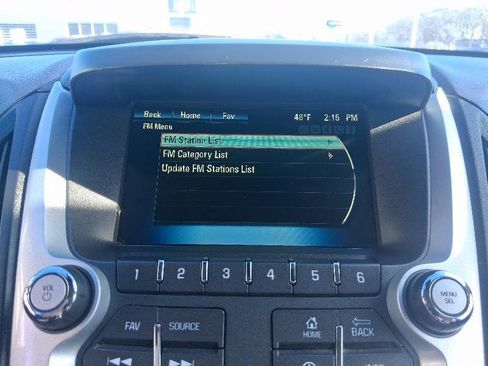 Back Home Fav 48°F 2:15 PM
FM Menu
FM Station List
FM Category List
Update FM Stations List
1 2 3 4 5 6
VOL
MENU
SEL
FAV SOURCE
HOME BACK